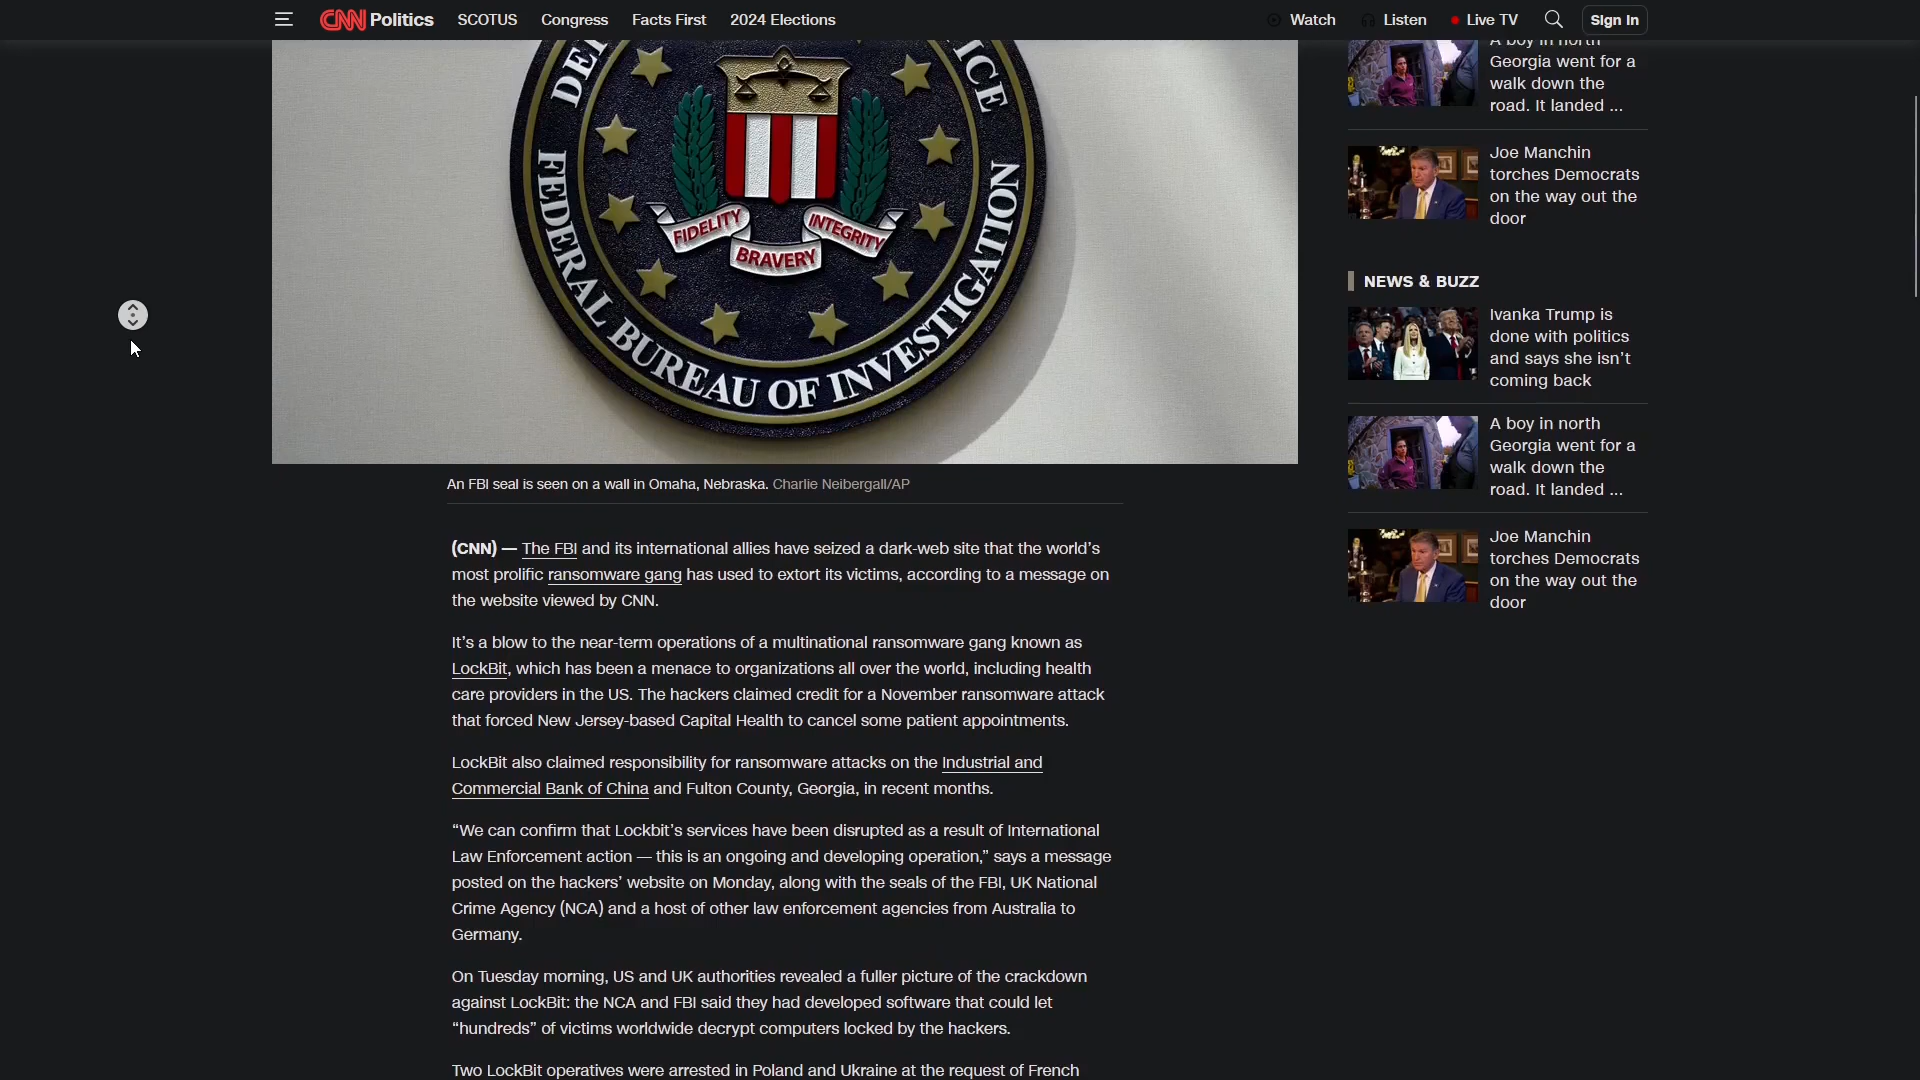 CNN Politics SCOTUS Congress Facts First 2024 Elections Watch Listen Live TV Sign in
FEDERAL BUREAU OF INVESTIGATION
FIDELITY
BRAVERY
INTEGRITY
An FBI seal is seen on a wall in Omaha, Nebraska. Charlie Neibergall/AP
(CNN) — The FBI and its international allies have seized a dark-web site that the world’s
most prolific ransomware gang has used to extort its victims, according to a message on
the website viewed by CNN.
It’s a blow to the near-term operations of a multinational ransomware gang known as
LockBit, which has been a menace to organizations all over the world, including health
care providers in the US. The hackers claimed credit for a November ransomware attack
that forced New Jersey-based Capital Health to cancel some patient appointments.
LockBit also claimed responsibility for ransomware attacks on the Industrial and
Commercial Bank of China and Fulton County, Georgia, in recent months.
“We can confirm that Lockbit’s services have been disrupted as a result of International
Law Enforcement action — this is an ongoing and developing operation,” says a message
posted on the hackers’ website on Monday, along with the seals of the FBI, UK National
Crime Agency (NCA) and a host of other law enforcement agencies from Australia to
Germany.
On Tuesday morning, US and UK authorities revealed a fuller picture of the crackdown
against LockBit: the NCA and FBI said they had developed software that could let
“hundreds” of victims worldwide decrypt computers locked by the hackers.
Two LockBit operatives were arrested in Poland and Ukraine at the request of French
A boy in north
Georgia went for a
walk down the
road. It landed ...
Joe Manchin
torches Democrats
on the way out the
door
NEWS & BUZZ
Ivanka Trump is
done with politics
and says she isn’t
coming back
A boy in north
Georgia went for a
walk down the
road. It landed ...
Joe Manchin
torches Democrats
on the way out the
door